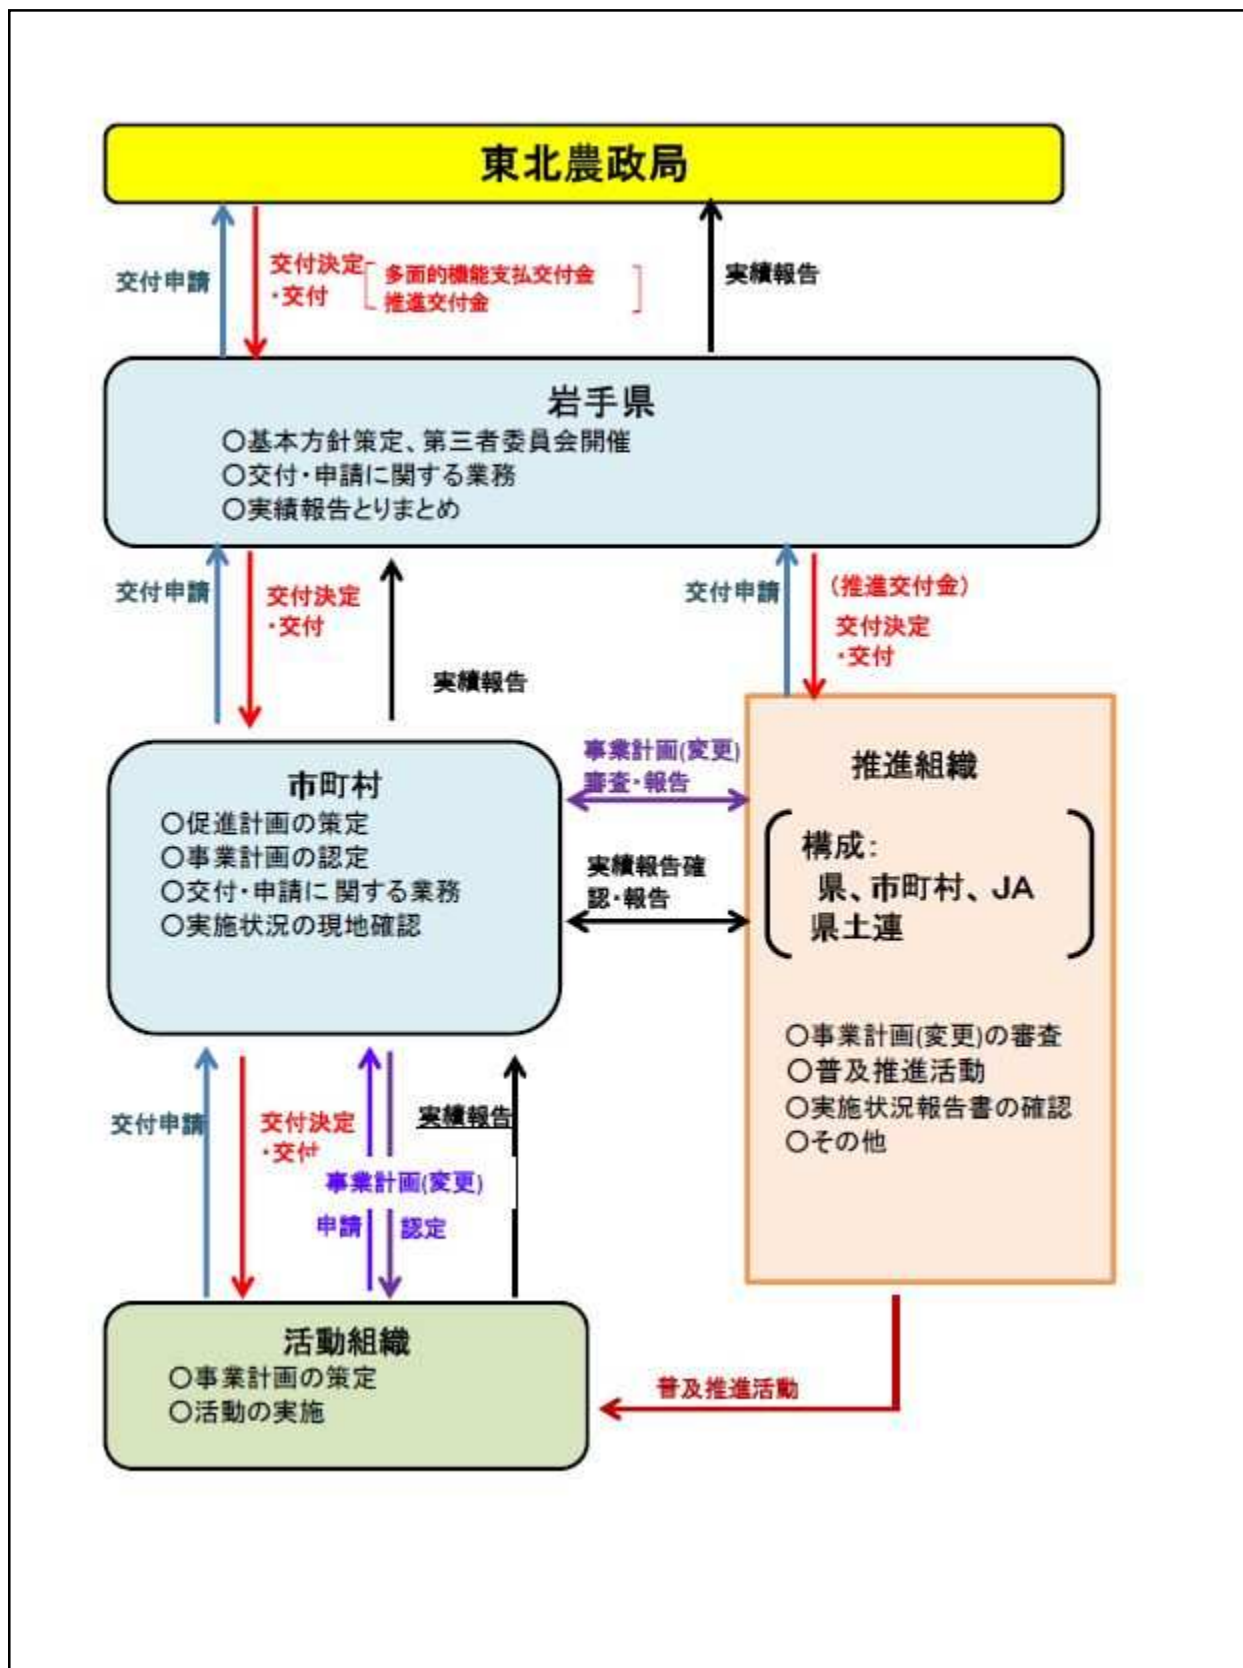 東北農政局
交付申請
交付決定
・交付
多面的機能支払交付金
推進交付金
実績報告
岩手県
○基本方針策定、第三者委員会開催
○交付・申請に関する業務
○実績報告とりまとめ
交付申請
交付決定
・交付
実績報告
交付申請
(推進交付金)
交付決定
・交付
市町村
○促進計画の策定
○事業計画の認定
○交付・申請に関する業務
○実施状況の現地確認
事業計画(変更)
審査・報告
実績報告確
認・報告
推進組織
構成:
県、市町村、JA
県土連
○事業計画(変更)の審査
○普及推進活動
○実施状況報告書の確認
○その他
交付申請
交付決定
・交付
実績報告
事業計画(変更)
申請
認定
活動組織
○事業計画の策定
○活動の実施
普及推進活動